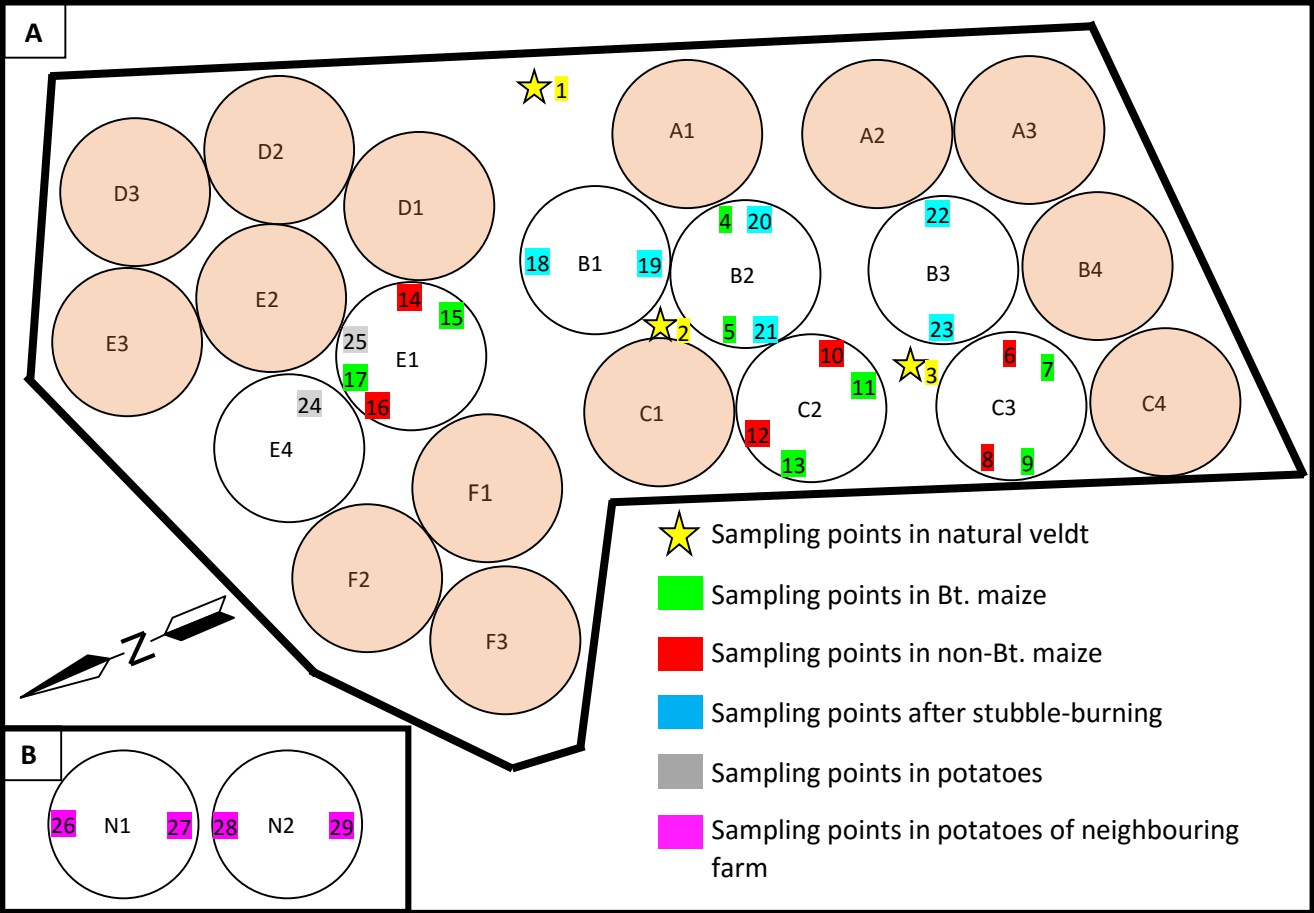 A
1
A1
A2
A3
D2
D3
D1
4 20
22
18 B1 19
B2
B3
B4
E2
14
15
E3
25
E1
2
5 21
23
10
3
6 7
17
11
24
16
C1
C2
C3
C4
E4
12
13
8 9
F1
Sampling points in natural veldt
F2
Sampling points in Bt. maize
F3
N
Sampling points in non-Bt. maize
Sampling points after stubble-burning
B
Sampling points in potatoes
26 N1 27 28 N2 29
Sampling points in potatoes of neighbouring
farm